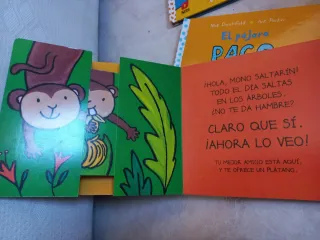 El pájaro
PACO
¡HOLA, MONO SALTARÍN!
TODO EL DÍA SALTAS
EN LOS ÁRBOLES.
¿NO TE DA HAMBRE?
CLARO QUE SÍ.
¡AHORA LO VEO!
TU MEJOR AMIGO ESTÁ AQUÍ
Y TE OFRECE UN PLÁTANO.